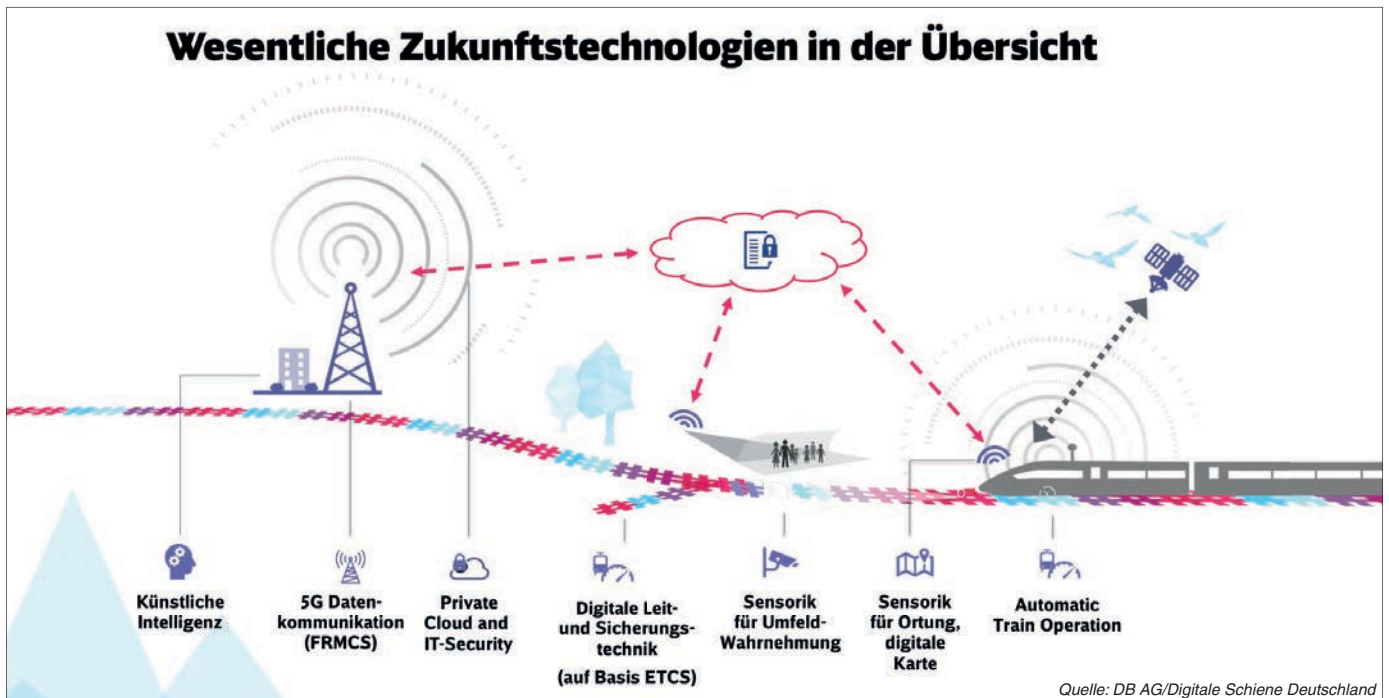 Wesentliche Zukunftstechnologien in der Übersicht
Künstliche
Intelligenz
5G Daten-
kommunikation
(FRMCS)
Private
Cloud and
IT-Security
Digitale Leit-
und Sicherungs-
technik
(auf Basis ETCS)
Sensorik
für Umfeld-
Wahrnehmung
Sensorik
für Ortung,
digitale
Karte
Automatic
Train Operation
Quelle: DB AG/Digitale Schiene Deutschland